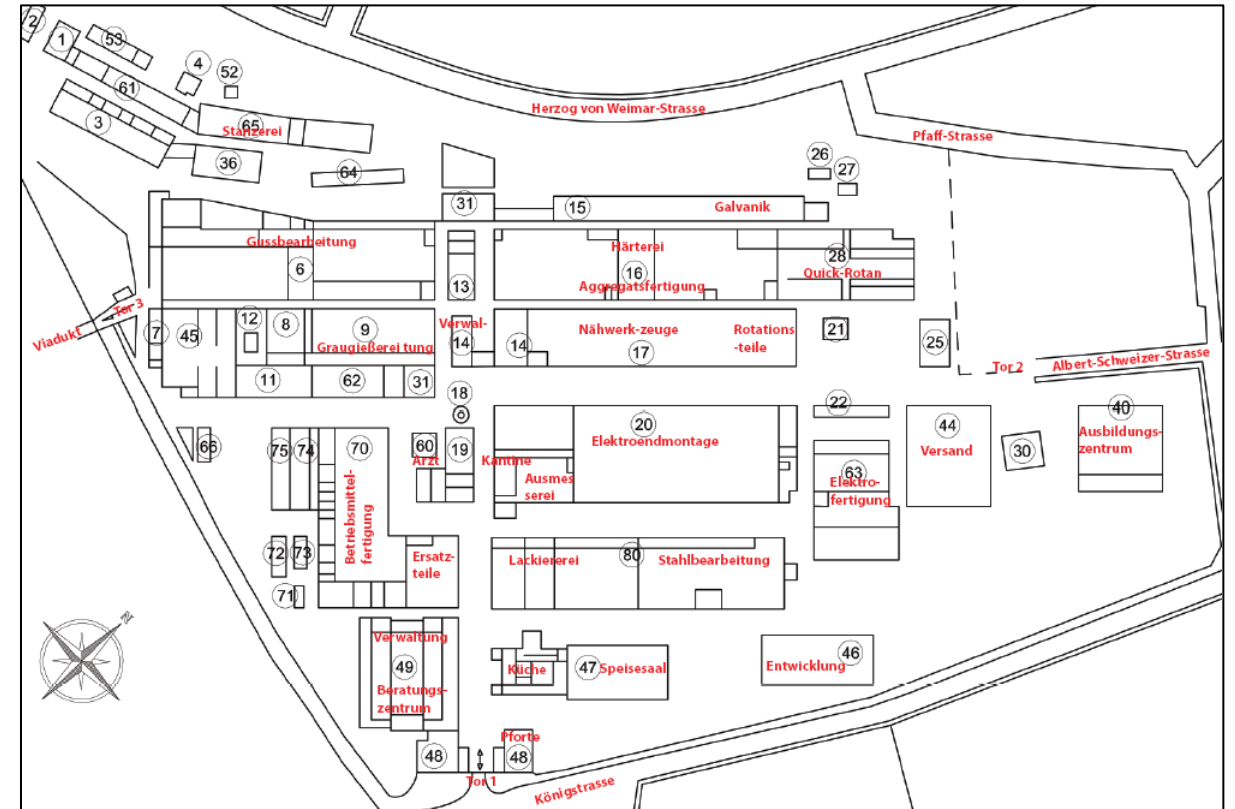 2
1
53
4
52
61
3
65
Stanzerei
36
64
Herzog von Weimar-Strasse
Pfaff-Strasse
26
27
31
15
Galvanik
Gussbearbeitung
6
13
Härterei
16
Aggregatsfertigung
28
Quick-Rotan
Viadukt
Tor 3
7
45
12
8
9
Graugießerei tung
11
62
31
Verwal-
14
14
Nähwerk-zeuge
17
Rotations
-teile
21
25
Tor 2
Albert-Schweizer-Strasse
18
66
75
74
70
Betriebsmittel-
fertigung
60
Arzt
19
Kantine
20
Elektroendmontage
Ausmes
serei
22
63
Elektro-
fertigung
44
Versand
30
40
Ausbildungs-
zentrum
72
73
71
Ersatz-
teile
Lackiererei
80
Stahlbearbeitung
N
Verwaltung
49
Beratungs-
zentrum
Küche
47
Speisesaal
46
Entwicklung
48
Pforte
48
Tor 1
Königstrasse